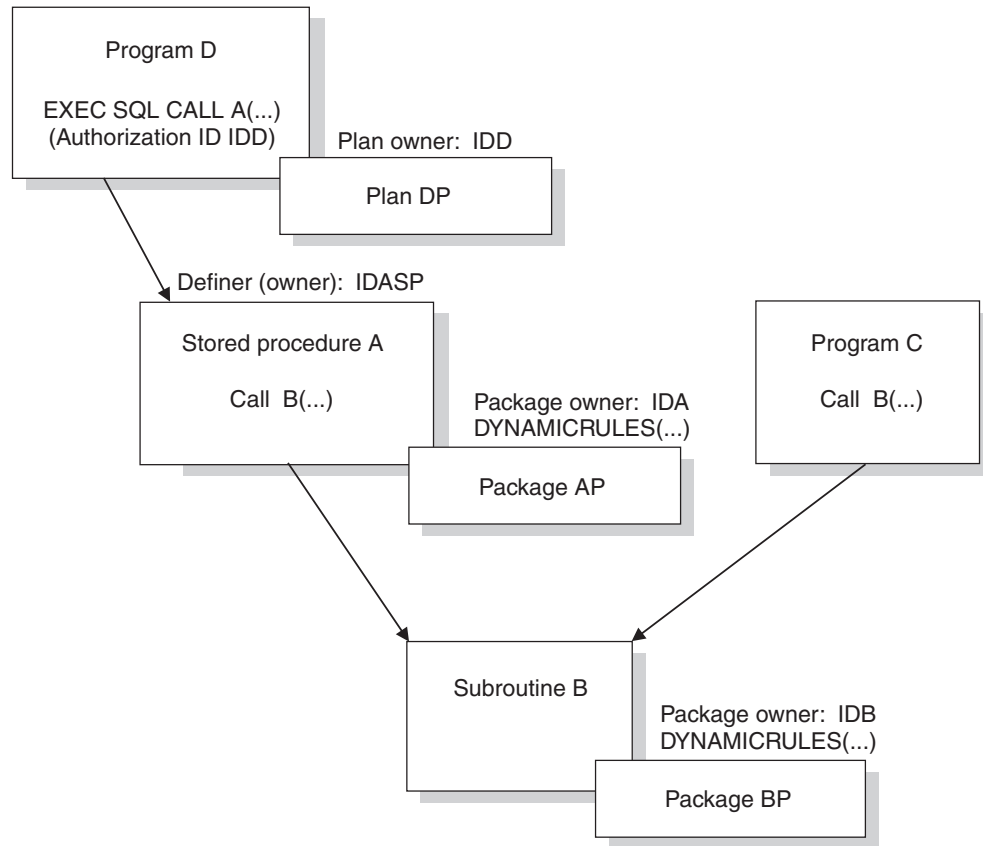 Program D
EXEC SQL CALL A(...)
(Authorization ID IDD)
Plan owner: IDD
Plan DP
Definer (owner): IDASP
Stored procedure A
Call B(...)
Package owner: IDA
DYNAMICRULES(...)
Package AP
Program C
Call B(...)
Subroutine B
Package owner: IDB
DYNAMICRULES(...)
Package BP